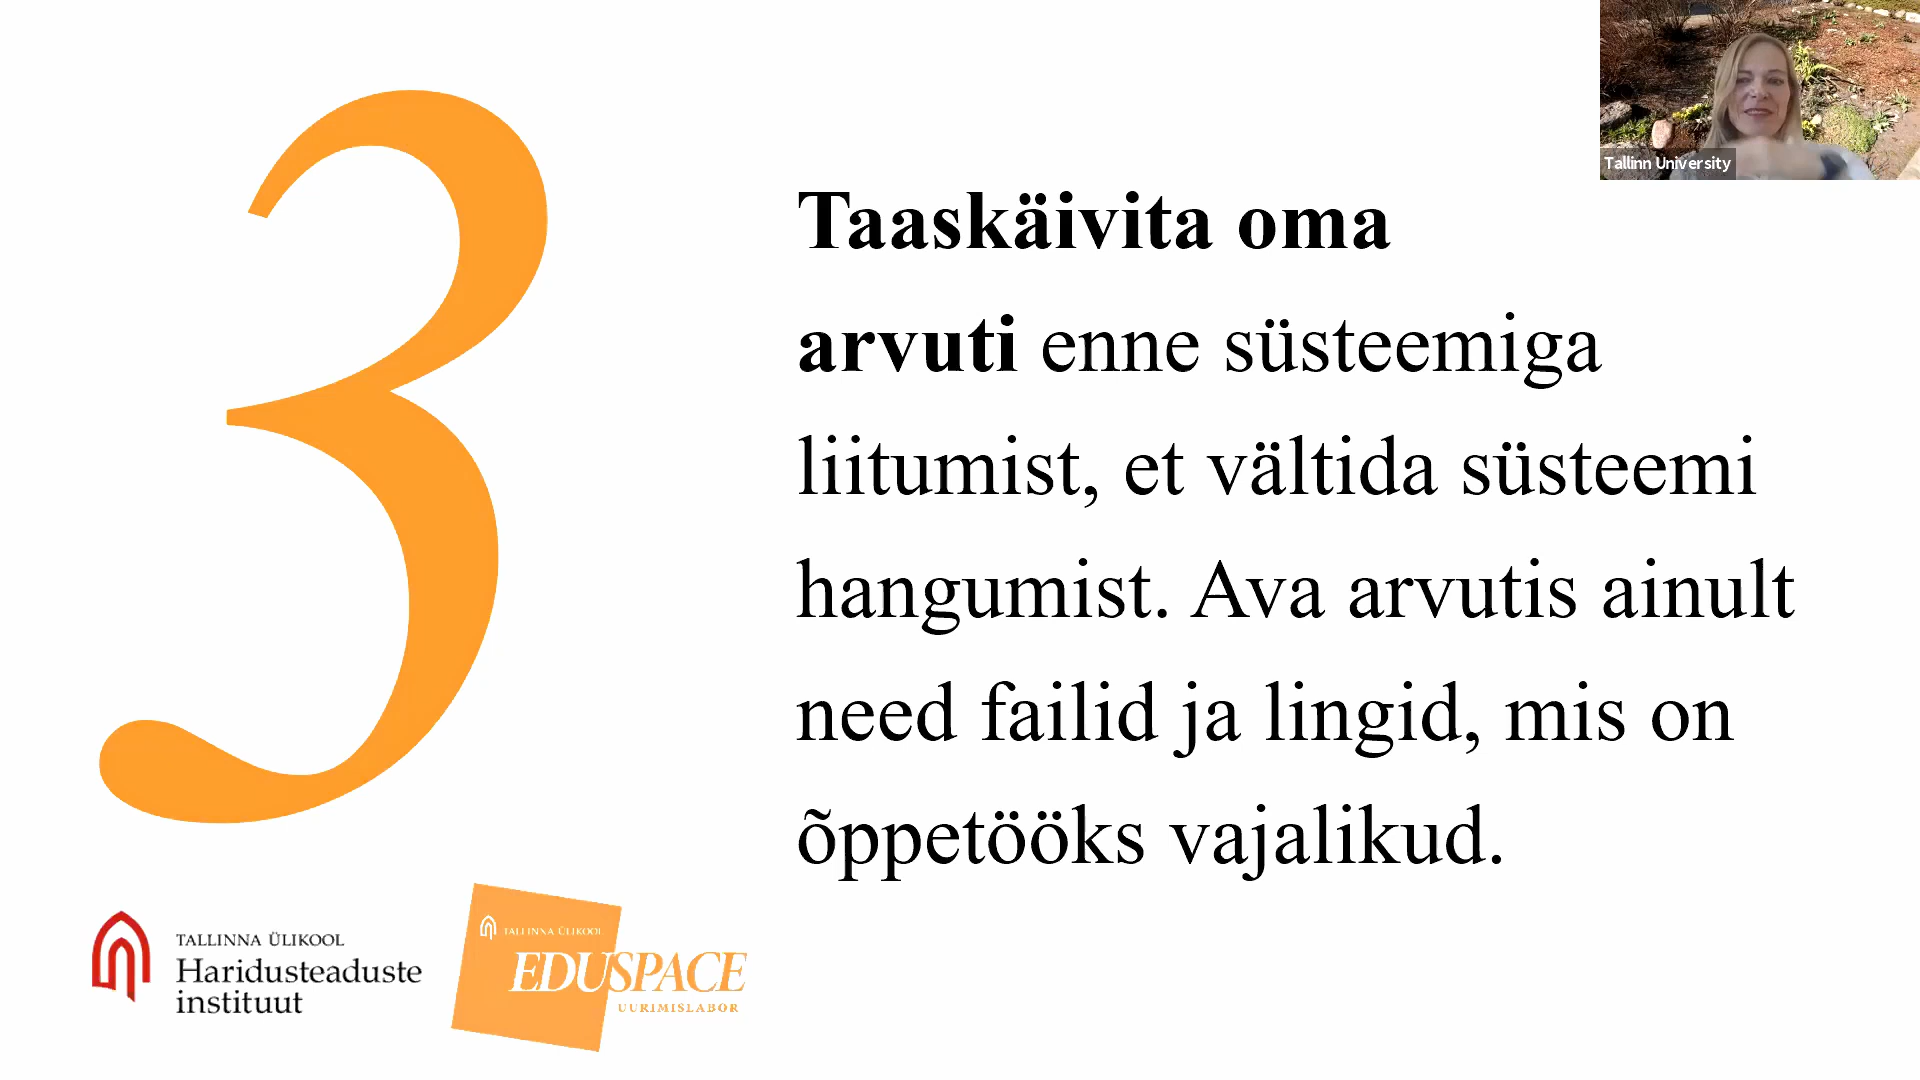 3
Tallinn University
Taaskäivita oma
arvuti enne süsteemiga
liitumist, et vältida süsteemi
hangumist. Ava arvutis ainult
need failid ja lingid, mis on
õppetööks vajalikud.
TALLINNA ÜLIKOOL
Haridusteaduste
instituut
TALLINNA ÜLIKOOL
EDUSPACE
UURIMISLABOR